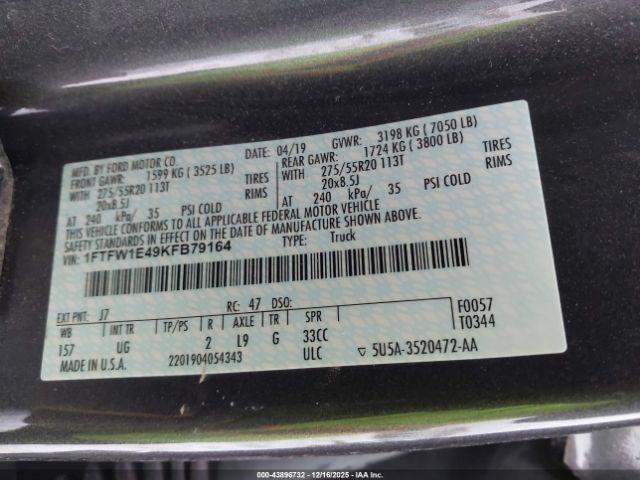 MFD. BY FORD MOTOR CO.
DATE: 04/19 GVWR: 3198 KG ( 7050 LB)
FRONT GAWR: 1599 KG ( 3525 LB) REAR GAWR: 1724 KG ( 3800 LB)
WITH 275/55R20 113T TIRES WITH 275/55R20 113T TIRES
20x8.5J RIMS 20x8.5J RIMS
AT 240 kPa/ 35 PSI COLD AT 240 kPa/ 35 PSI COLD
THIS VEHICLE CONFORMS TO ALL APPLICABLE FEDERAL MOTOR VEHICLE
SAFETY STANDARDS IN EFFECT ON THE DATE OF MANUFACTURE SHOWN ABOVE
VIN: 1FTFW1E49KFB79164 TYPE: Truck
EXT PNT: J7 RC: 47 DSO:
WB INT TR TP/PS R AXLE TR SPR F0057
157 UG 2 L9 G 33CC T0344
MADE IN U.S.A. 2201904054343 ULC ▽ 5U5A-3520472-AA
000-43896732 - 12/16/2025 - IAAI.COM